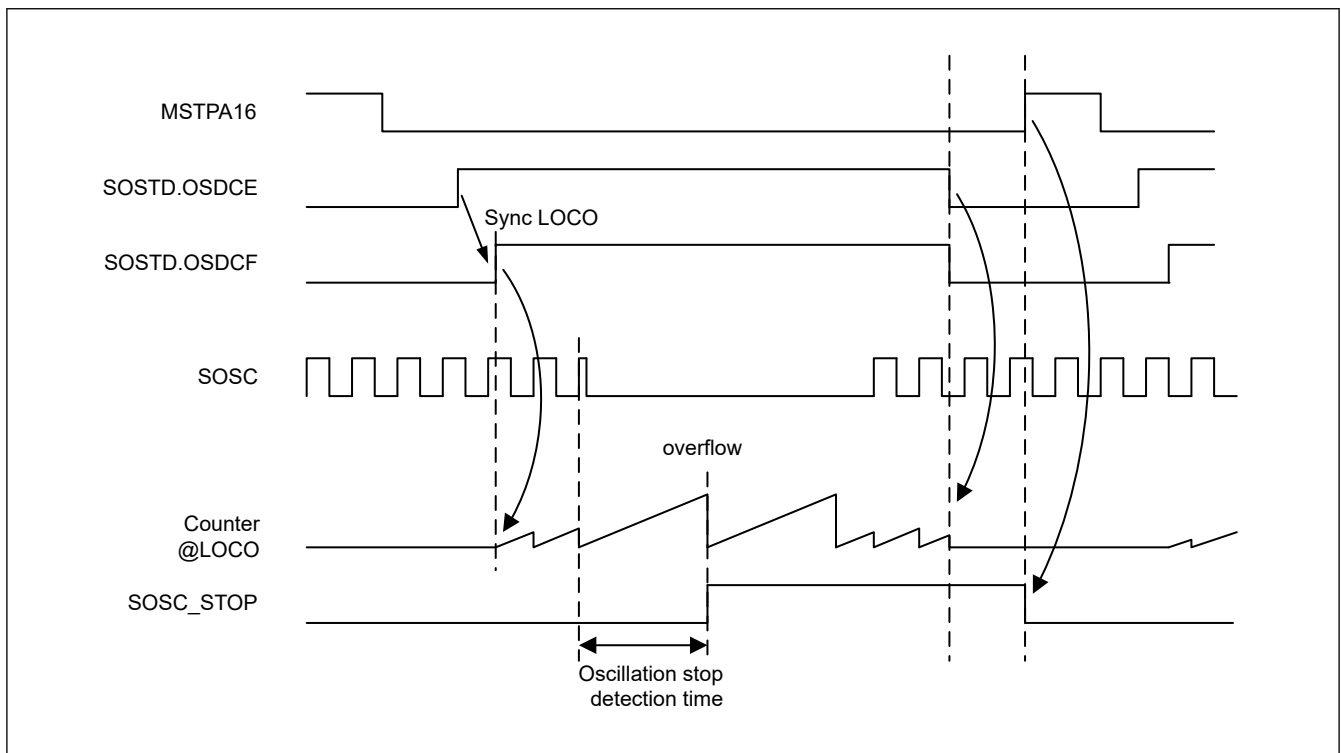 MSTPA16
SOSTD.OSDCE
Sync LOCO
SOSTD.OSDCF
SOSC
overflow
Counter
@LOCO
SOSC_STOP
Oscillation stop
detection time